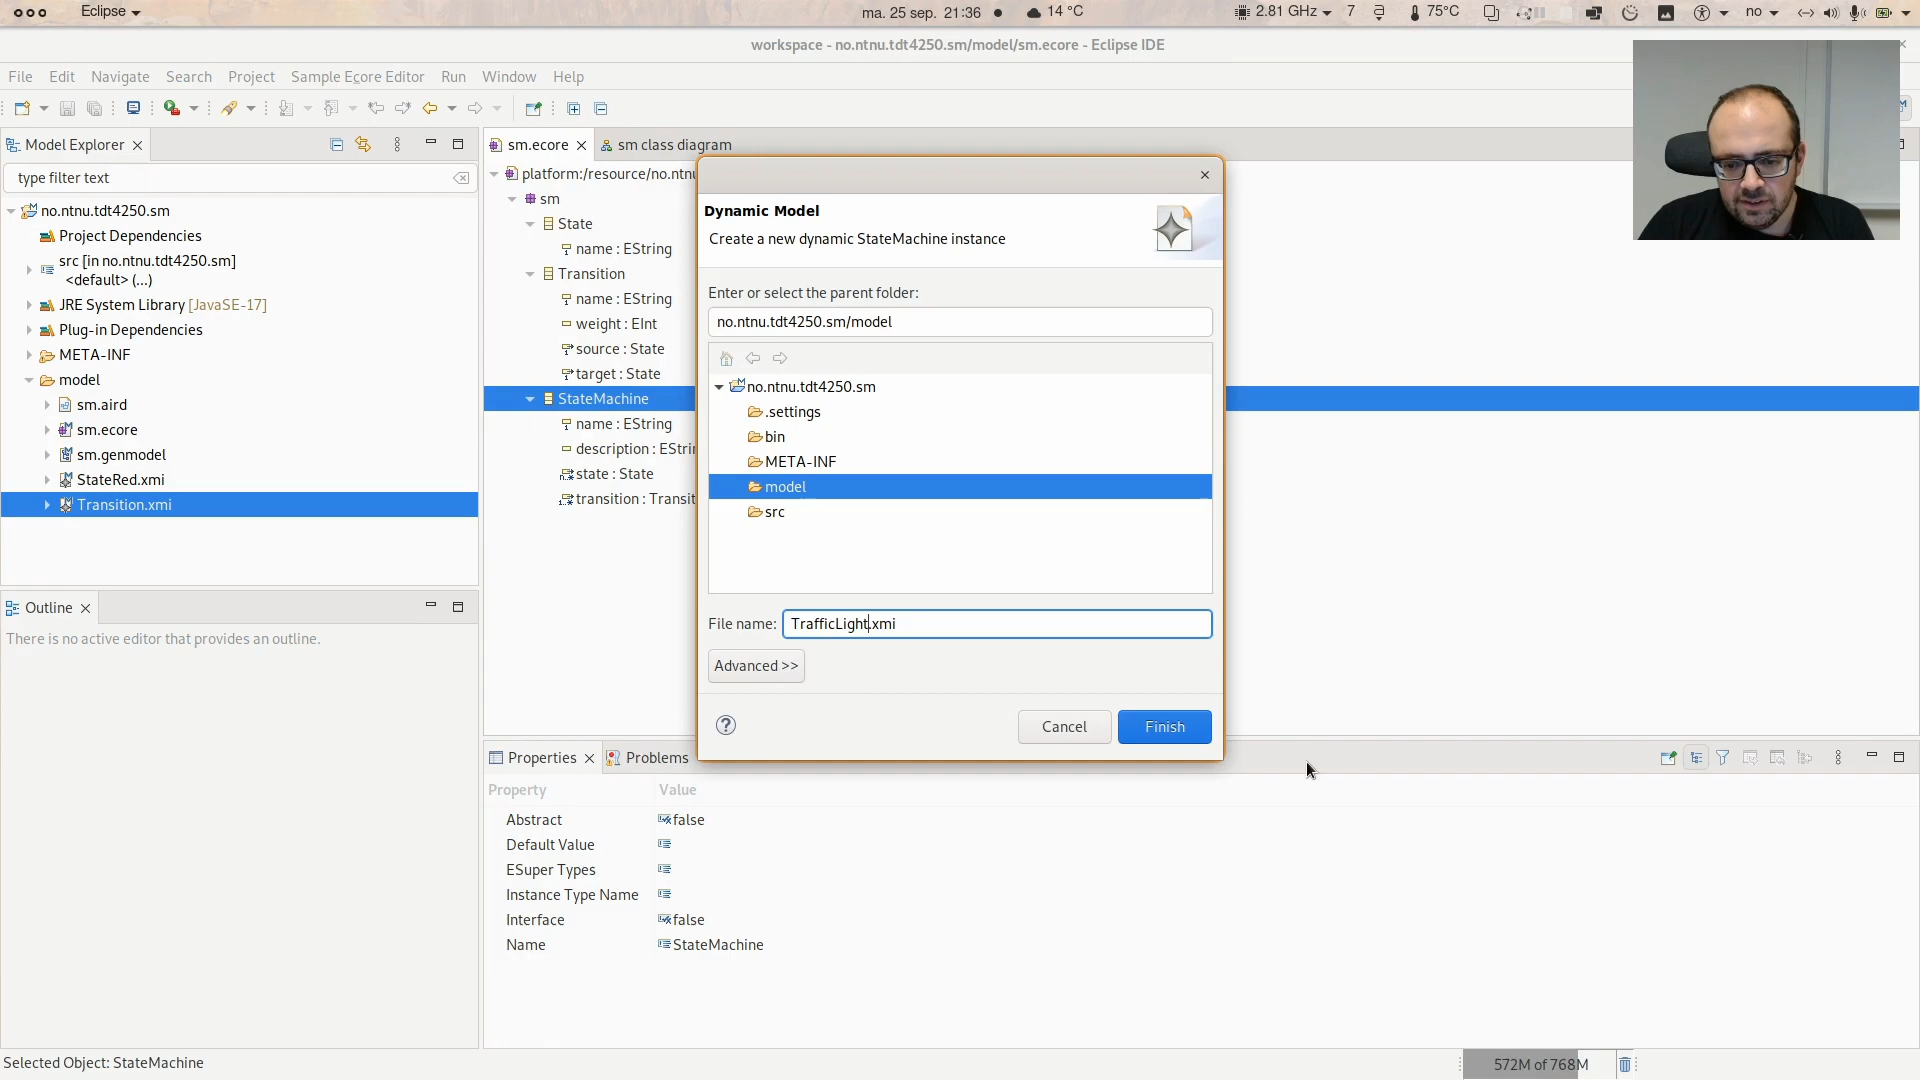 Eclipse
ma. 25 sep. 21:36
14 °C
2.81 GHz
7
75°C
no
workspace - no.ntnu.tdt4250.sm/model/sm.ecore - Eclipse IDE
File Edit Navigate Search Project Sample Ecore Editor Run Window Help
Model Explorer
type filter text
no.ntnu.tdt4250.sm
Project Dependencies
src [in no.ntnu.tdt4250.sm]
<default> (...)
JRE System Library [JavaSE-17]
Plug-in Dependencies
META-INF
model
sm.aird
sm.ecore
sm.genmodel
StateRed.xmi
Transition.xmi
Outline
There is no active editor that provides an outline.
sm.ecore
sm class diagram
platform:/resource/no.ntnu
sm
State
name : EString
Transition
name : EString
weight : EInt
source : State
target : State
StateMachine
name : EString
description : EStrin
state : State
transition : Transit
Dynamic Model
Create a new dynamic StateMachine instance
Enter or select the parent folder:
no.ntnu.tdt4250.sm/model
no.ntnu.tdt4250.sm
.settings
bin
META-INF
model
src
File name: TrafficLight.xmi
Advanced >>
Cancel
Finish
Properties
Problems
Property Value
Abstract false
Default Value
ESuper Types
Instance Type Name
Interface false
Name StateMachine
Selected Object: StateMachine
572M of 768M